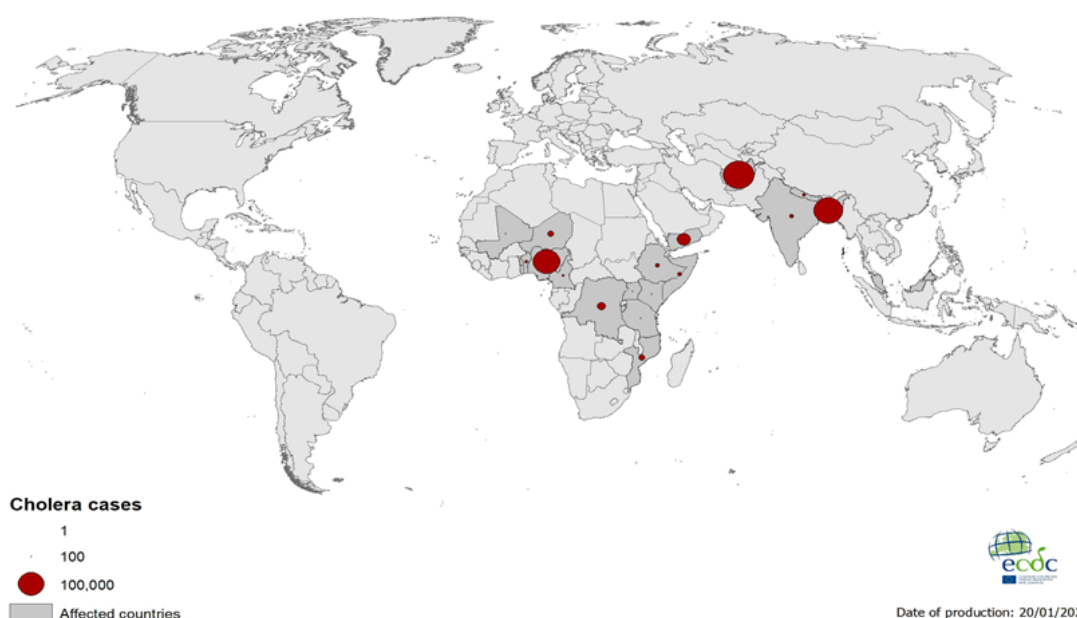 Cholera cases
1
100
100,000
Affected countries
ecdc
Date of production: 20/01/202